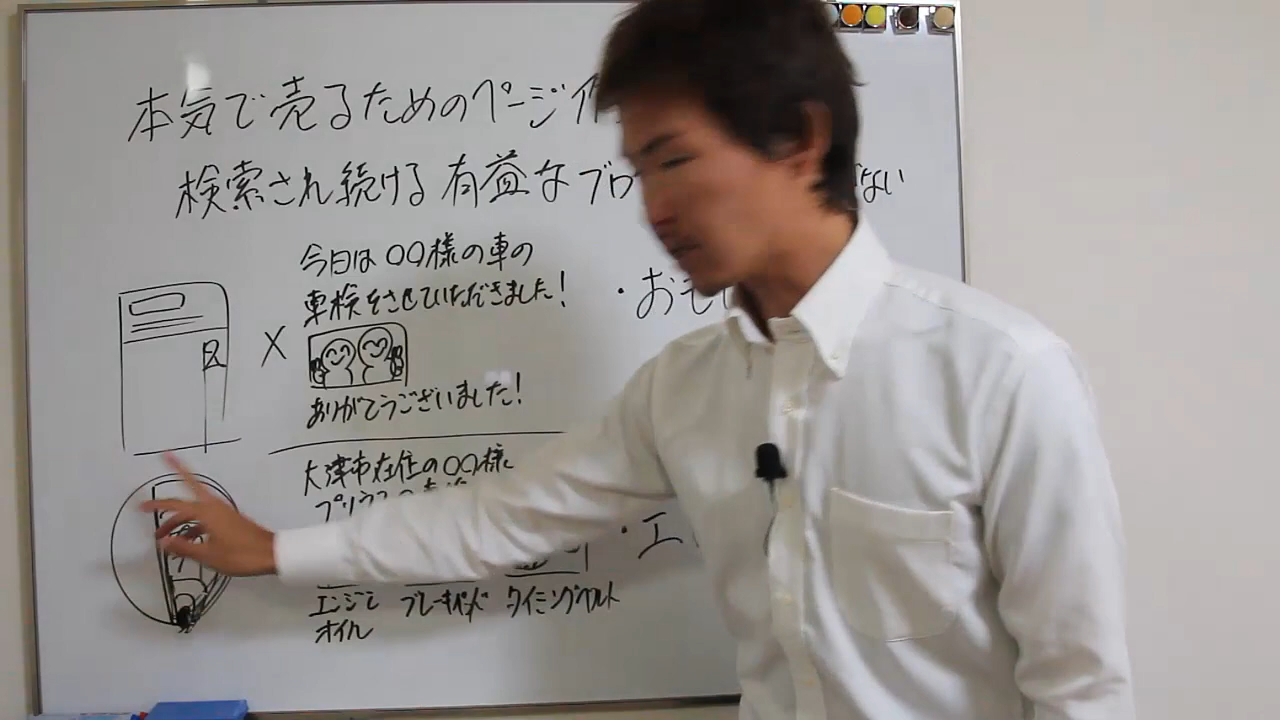 本気で売るためのページ作
検索され続ける有益なブロ
ない
今日は〇〇様の車の
車検をさせていただきました!
・おも
×
ありがとうございました!
大津市在住の〇〇様に
プリウスの
・エ
エンジン
オイル
ブレーキパッド
タイミングベルト